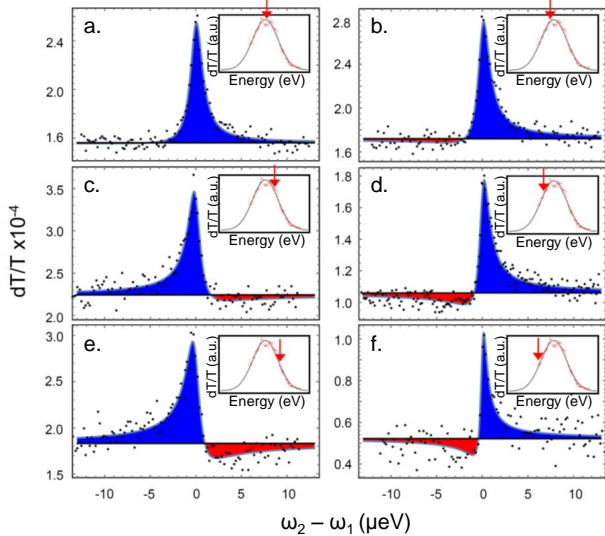 a.
2.4
2.0
1.6
dT/T (a.u.)
Energy (eV)
b.
2.8
2.4
2.0
1.8
1.6
dT/T (a.u.)
Energy (eV)
c.
3.5
3.0
2.5
2.0
dT/T (a.u.)
Energy (eV)
d.
1.8
1.6
1.4
1.2
1.0
dT/T (a.u.)
Energy (eV)
e.
3.0
2.5
2.0
1.5
dT/T (a.u.)
Energy (eV)
f.
1.0
0.8
0.6
0.4
dT/T (a.u.)
Energy (eV)
dT/T x10-4
-10 -5 0 5 10
-10 -5 0 5 10
ω2 – ω1 (µeV)